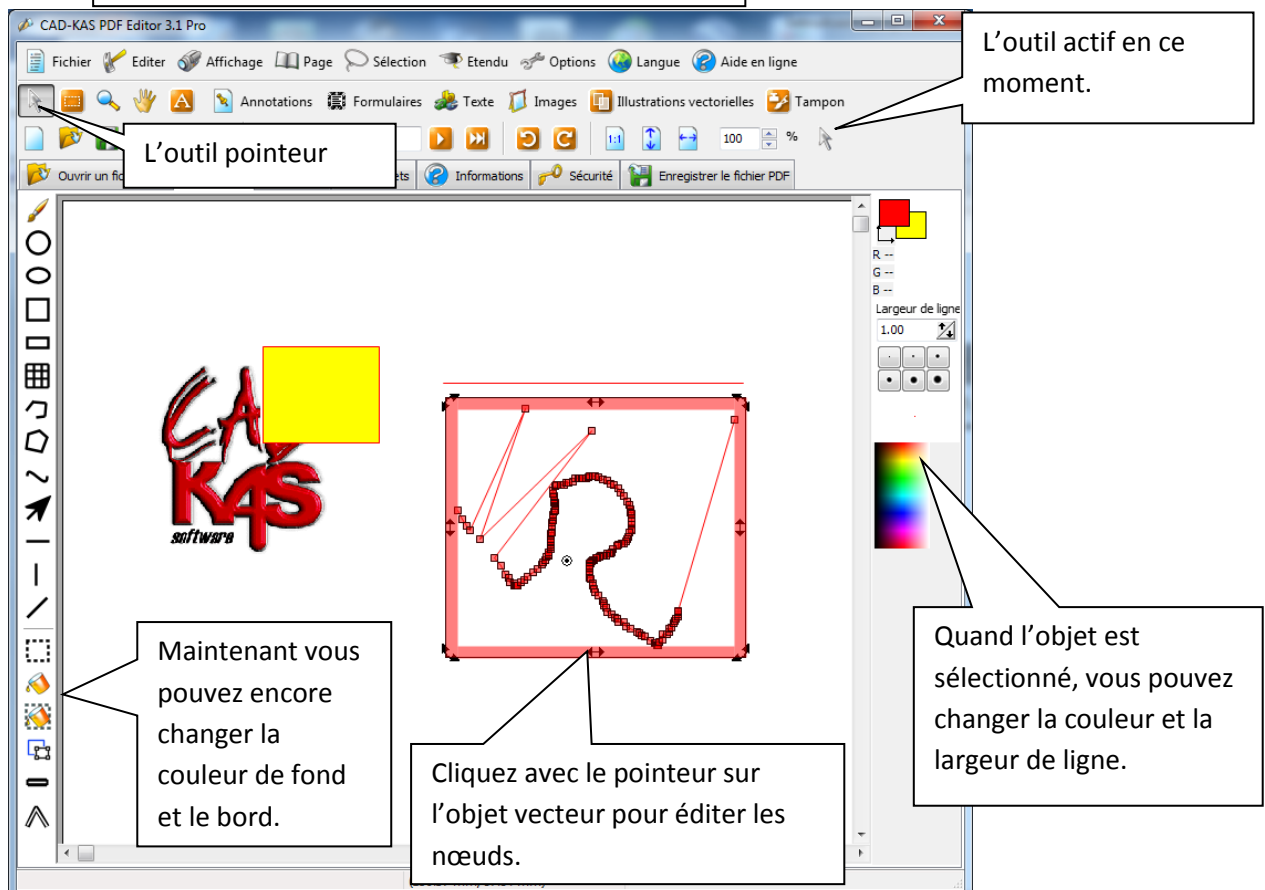 CAD-KAS PDF Editor 3.1 Pro
L'outil actif en ce
moment.
Fichier Editer Affichage Page Sélection Etendu Options Langue Aide en ligne
A Annotations Formulaires Texte Images Illustrations vectorielles Tampon
L'outil pointeur
1:1 100 %
Ouvrir un fic ets Informations Sécurité Enregistrer le fichier PDF
R --
G --
B --
Largeur de ligne
1.00
CAD
KAS
software
Maintenant vous
pouvez encore
changer la
couleur de fond
et le bord.
Cliquez avec le pointeur sur
l'objet vecteur pour éditer les
nœuds.
Quand l'objet est
sélectionné, vous pouvez
changer la couleur et la
largeur de ligne.